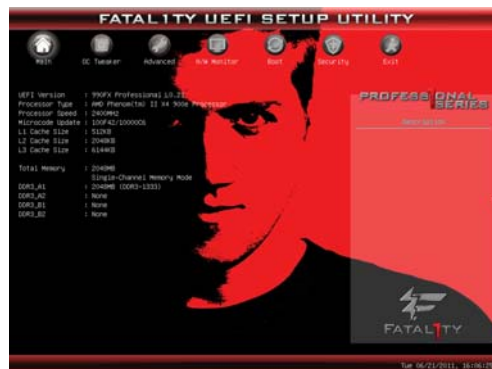 FATAL1TY UEFI SETUP UTILITY
Main OC Tweaker Advanced H/W Monitor Boot Security Exit
UEFI Version : 990FX Professional L0.21
Processor Type : AMD Phenom(tm) II X4 900e Processor
Processor Speed : 2400MHz
Microcode Update : 100F42/10000C6
L1 Cache Size : 512KB
L2 Cache Size : 2048KB
L3 Cache Size : 6144KB
Total Memory : 2048MB
Single-Channel Memory Mode
DDR3_A1 : 2048MB (DDR3-1333)
DDR3_A2 : None
DDR3_B1 : None
DDR3_B2 : None
PROFESSIONAL
SERIES
Description
FATAL1TY
Tue 06/21/2011, 16:06:25